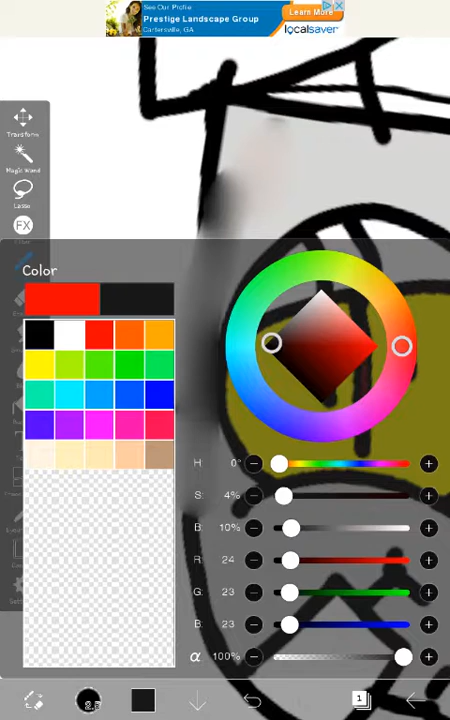 See Our Profile
Prestige Landscape Group
Cartersville, GA
Learn More
localsaver
Transform
Magic Wand
Lasso
FX
Color
H: 0°
S: 4%
B: 10%
R: 24
G: 23
B: 23
α: 100%
1